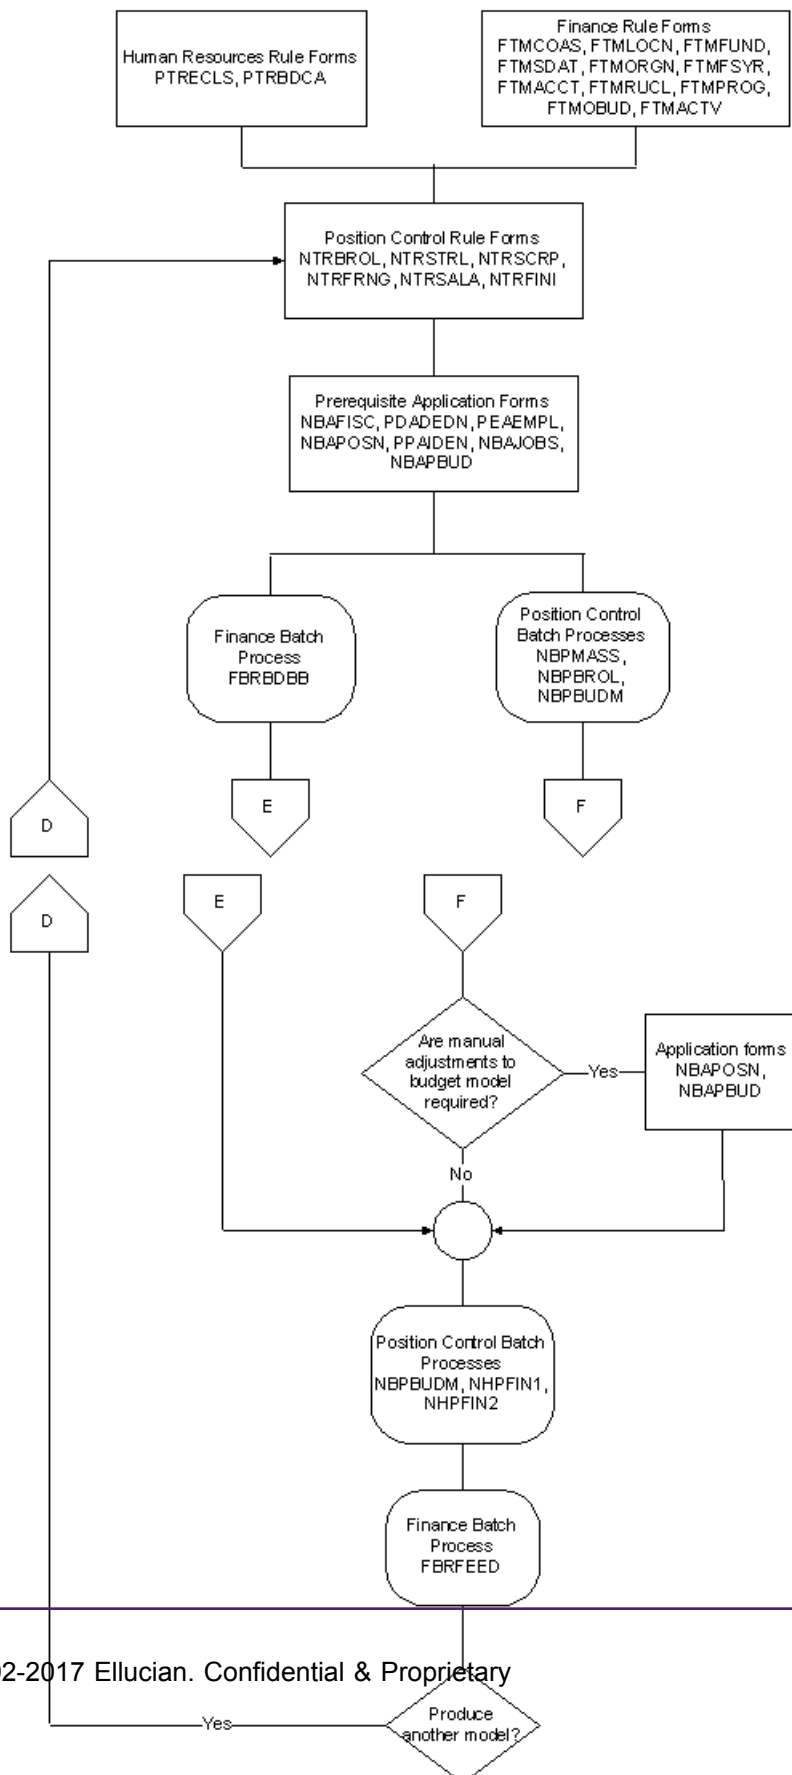 Human Resources Rule Forms
PTRECLS, PTRBDCA
Finance Rule Forms
FTMCOAS, FTMLOCN, FTMFUND,
FTMSDAT, FTMORGN, FTMFSYR,
FTMACCT, FTMRUCL, FTMPROG,
FTMOBUD, FTMACTV
Position Control Rule Forms
NTRBROL, NTRSTRL, NTRSCRP,
NTRFRNG, NTRSALA, NTRFINI
Prerequisite Application Forms
NBAFISC, PDADEDN, PEAEMPL,
NBAPOSN, PPAIDEN, NBAJOBS,
NBAPBUD
Finance Batch
Process
FBRBDBB
Position Control
Batch Processes
NBPMASS,
NBPBROL,
NBPBUDM
D
E
F
D
E
F
Are manual
adjustments to
budget model
required?
Yes
Application forms
NBAPOSN,
NBAPBUD
No
Position Control Batch
Processes
NBPBUDM, NHPFIN1,
NHPFIN2
Finance Batch
Process
FBRFEED
02-2017 Ellucian. Confidential & Proprietary
Yes
Produce
another model?